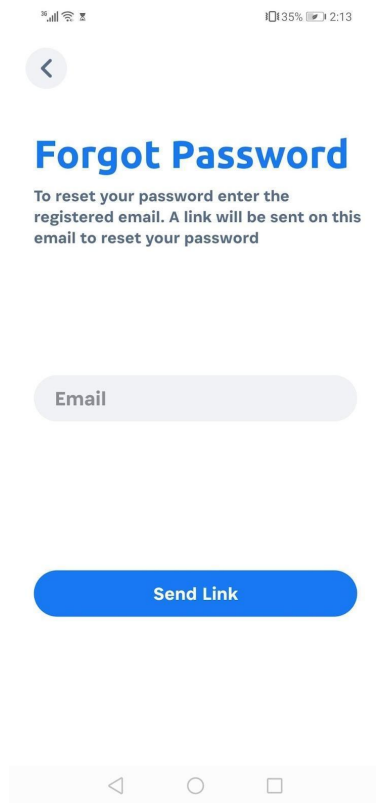 36 35% 2:13
Forgot Password
To reset your password enter the
registered email. A link will be sent on this
email to reset your password
Email
Send Link